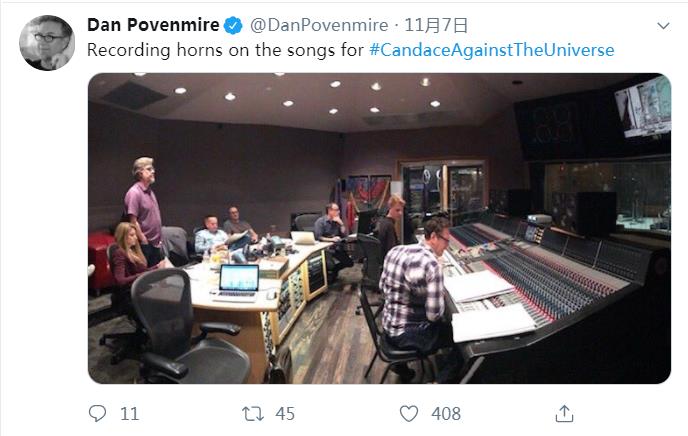 Dan Povenmire @DanPovenmire · 11月7日
Recording horns on the songs for #CandaceAgainstTheUniverse
11 45 408